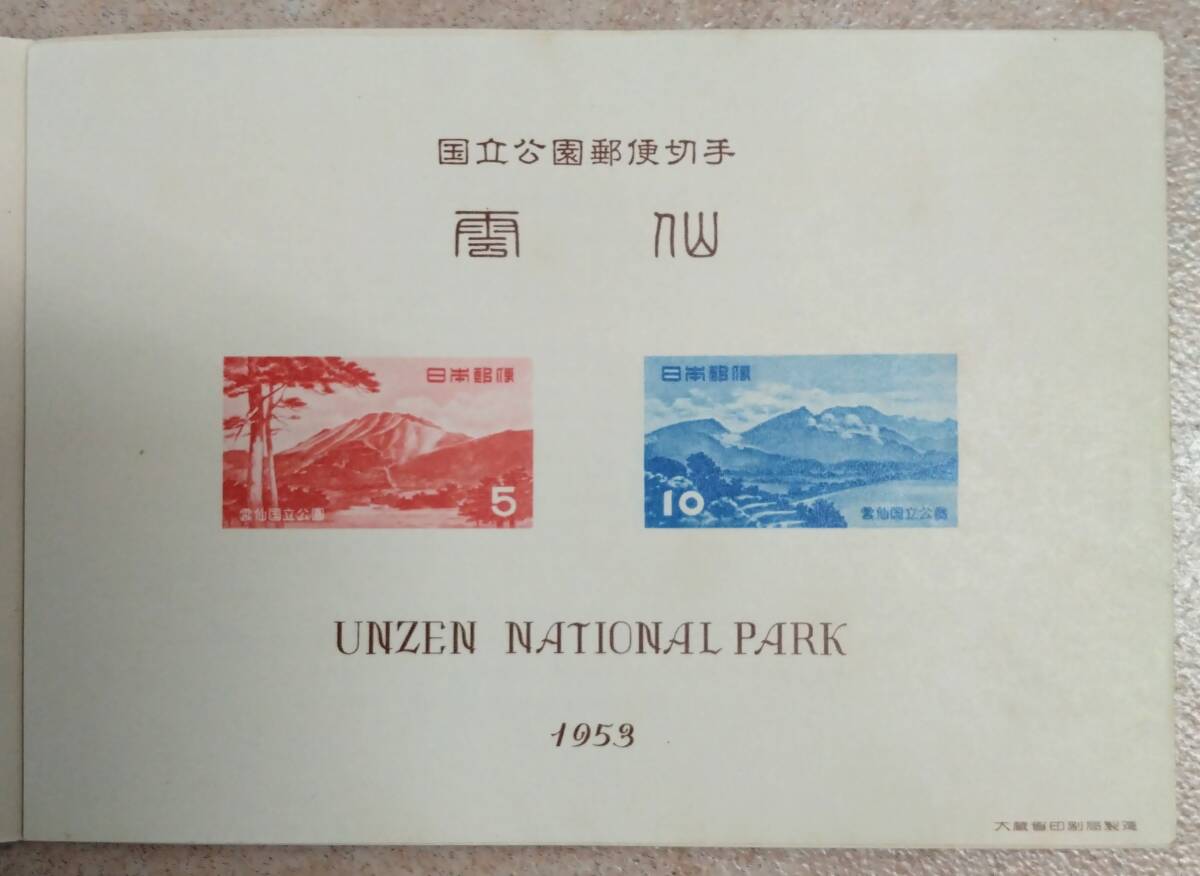 国立公園郵便切手
雲仙
日本郵便
5
雲仙国立公園
日本郵便
10
雲仙国立公園
UNZEN NATIONAL PARK
1953
大蔵省印刷局製造